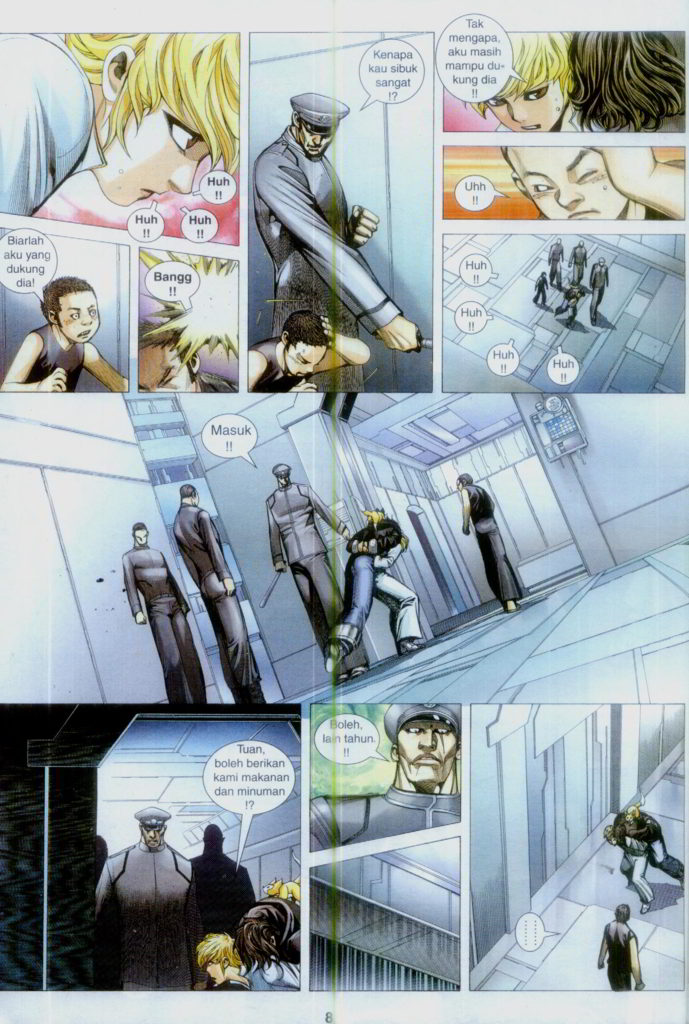 Huh
!!
Huh
!!
Huh
!!
Biarlah
aku yang
dukung
dia!
Bangg
!!
Kenapa
kau sibuk
sangat
!?
Tak
mengapa,
aku masih
mampu du-
kung dia
!!
Uhh
!!
Huh
!!
Huh
!!
Huh
!!
Huh
!!
Masuk
!!
Tuan,
boleh berikan
kami makanan
dan minuman
!?
Boleh,
lain tahun
!!
8